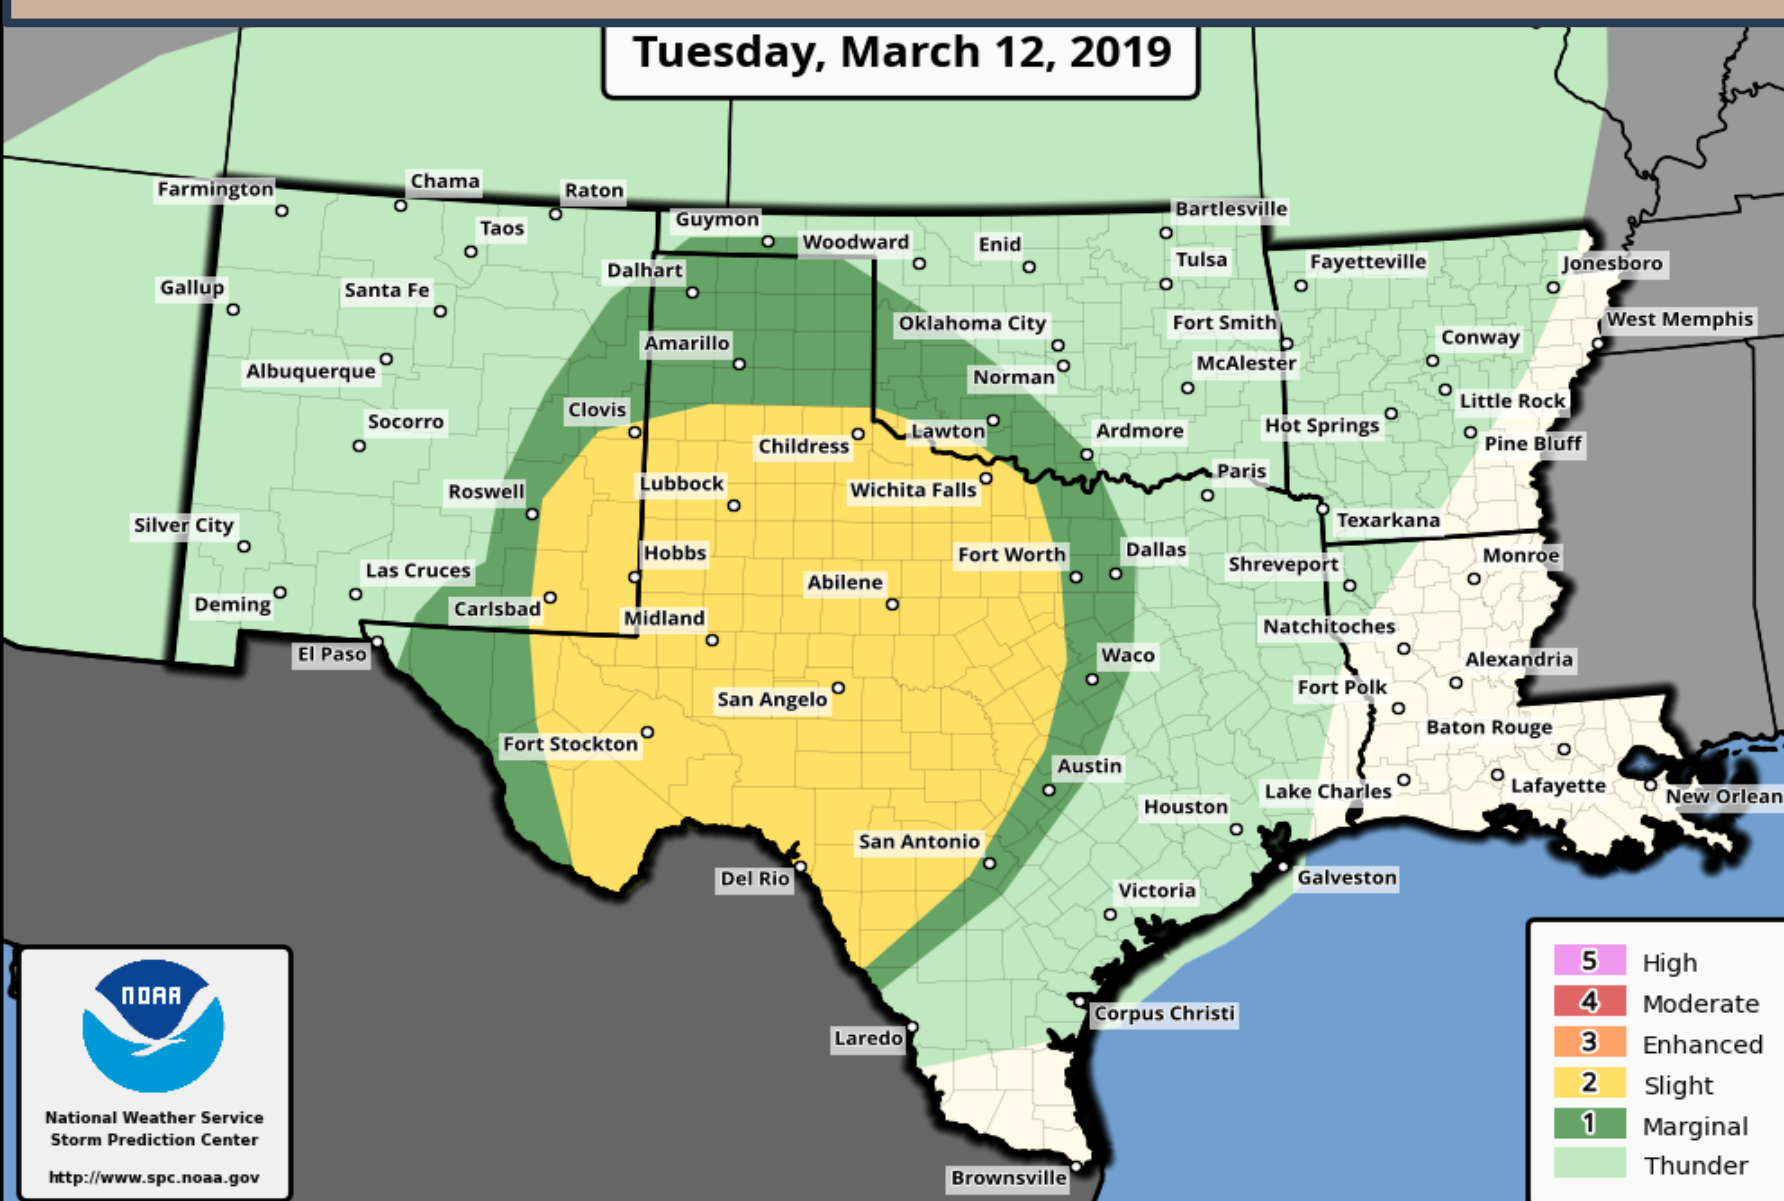 Tuesday, March 12, 2019
Farmington
Chama
Raton
Taos
Guymon
Woodward
Enid
Bartlesville
Tulsa
Fayetteville
Jonesboro
Gallup
Santa Fe
Dalhart
Oklahoma City
Fort Smith
West Memphis
Albuquerque
Amarillo
Norman
McAlester
Conway
Little Rock
Socorro
Clovis
Childress
Lawton
Ardmore
Hot Springs
Pine Bluff
Roswell
Lubbock
Wichita Falls
Paris
Silver City
Texarkana
Las Cruces
Hobbs
Fort Worth
Dallas
Shreveport
Monroe
Deming
Carlsbad
Midland
Abilene
Natchitoches
El Paso
Waco
Alexandria
San Angelo
Fort Polk
Fort Stockton
Baton Rouge
Austin
Houston
Lake Charles
Lafayette
New Orlean
San Antonio
Del Rio
Victoria
Galveston
Corpus Christi
Laredo
Brownsville
NOAA
National Weather Service
Storm Prediction Center
http://www.spc.noaa.gov
5 High
4 Moderate
3 Enhanced
2 Slight
1 Marginal
Thunder